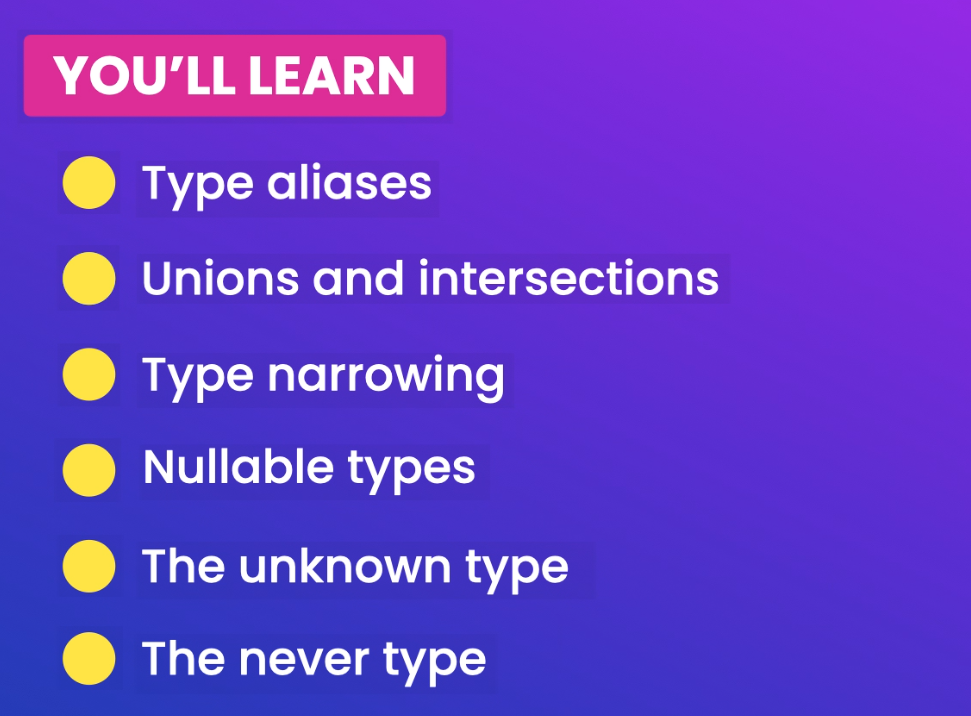 YOU’LL LEARN
Type aliases
Unions and intersections
Type narrowing
Nullable types
The unknown type
The never type